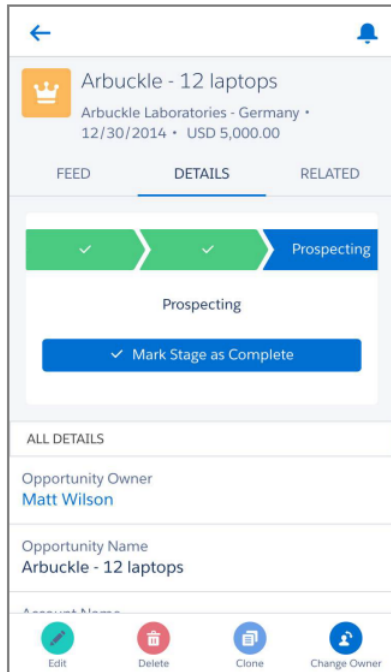 Arbuckle - 12 laptops
Arbuckle Laboratories - Germany •
12/30/2014 • USD 5,000.00
FEED DETAILS RELATED
Prospecting
Prospecting
Mark Stage as Complete
ALL DETAILS
Opportunity Owner
Matt Wilson
Opportunity Name
Arbuckle - 12 laptops
Account Name
Edit Delete Clone Change Owner